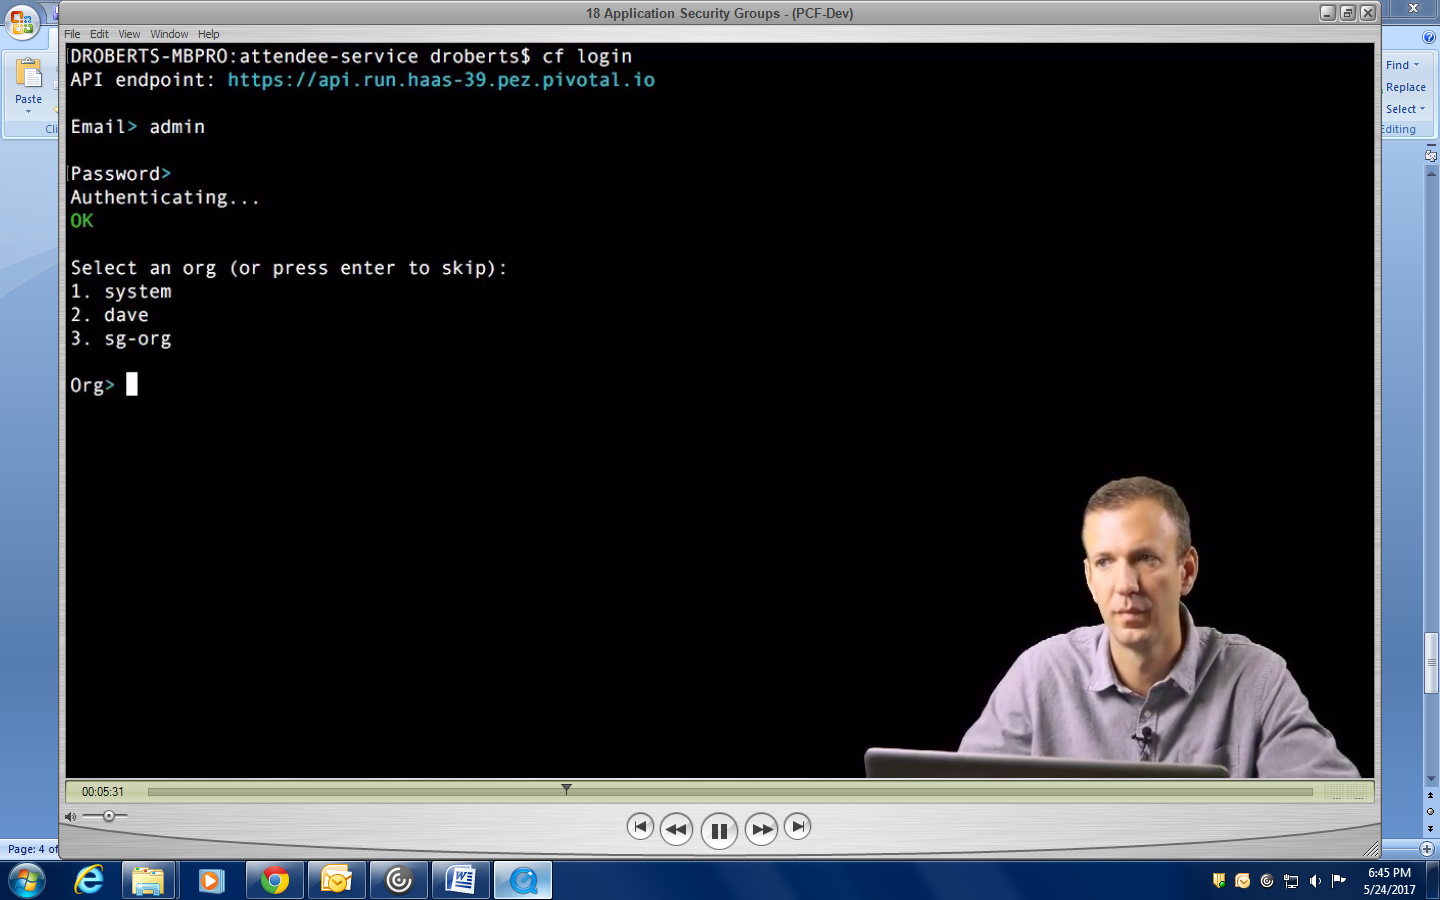 18 Application Security Groups - (PCF-Dev)
File Edit View Window Help
DROBERTS-MBPRO:attendee-service droberts$ cf login
API endpoint: https://api.run.haas-39.pez.pivotal.io
Email> admin
Password>
Authenticating...
OK
Select an org (or press enter to skip):
1. system
2. dave
3. sg-org
Org>
Paste
Find
Replace
Select
Editing
00:05:31
Page: 4 of
6:45 PM
5/24/2017